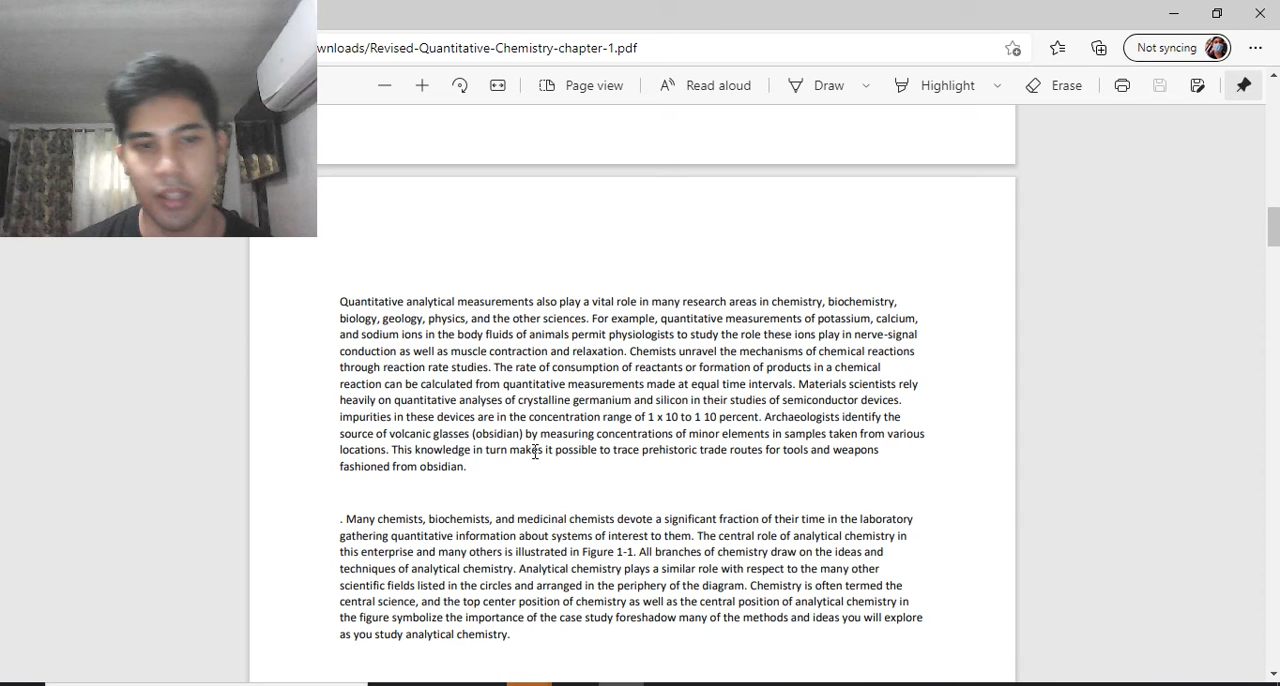 wnloads/Revised-Quantitative-Chemistry-chapter-1.pdf
Not syncing
Page view
Read aloud
Draw
Highlight
Erase
Quantitative analytical measurements also play a vital role in many research areas in chemistry, biochemistry,
biology, geology, physics, and the other sciences. For example, quantitative measurements of potassium, calcium,
and sodium ions in the body fluids of animals permit physiologists to study the role these ions play in nerve-signal
conduction as well as muscle contraction and relaxation. Chemists unravel the mechanisms of chemical reactions
through reaction rate studies. The rate of consumption of reactants or formation of products in a chemical
reaction can be calculated from quantitative measurements made at equal time intervals. Materials scientists rely
heavily on quantitative analyses of crystalline germanium and silicon in their studies of semiconductor devices.
impurities in these devices are in the concentration range of 1 x 10 to 1 10 percent. Archaeologists identify the
source of volcanic glasses (obsidian) by measuring concentrations of minor elements in samples taken from various
locations. This knowledge in turn makes it possible to trace prehistoric trade routes for tools and weapons
fashioned from obsidian.
. Many chemists, biochemists, and medicinal chemists devote a significant fraction of their time in the laboratory
gathering quantitative information about systems of interest to them. The central role of analytical chemistry in
this enterprise and many others is illustrated in Figure 1-1. All branches of chemistry draw on the ideas and
techniques of analytical chemistry. Analytical chemistry plays a similar role with respect to the many other
scientific fields listed in the circles and arranged in the periphery of the diagram. Chemistry is often termed the
central science, and the top center position of chemistry as well as the central position of analytical chemistry in
the figure symbolize the importance of the case study foreshadow many of the methods and ideas you will explore
as you study analytical chemistry.